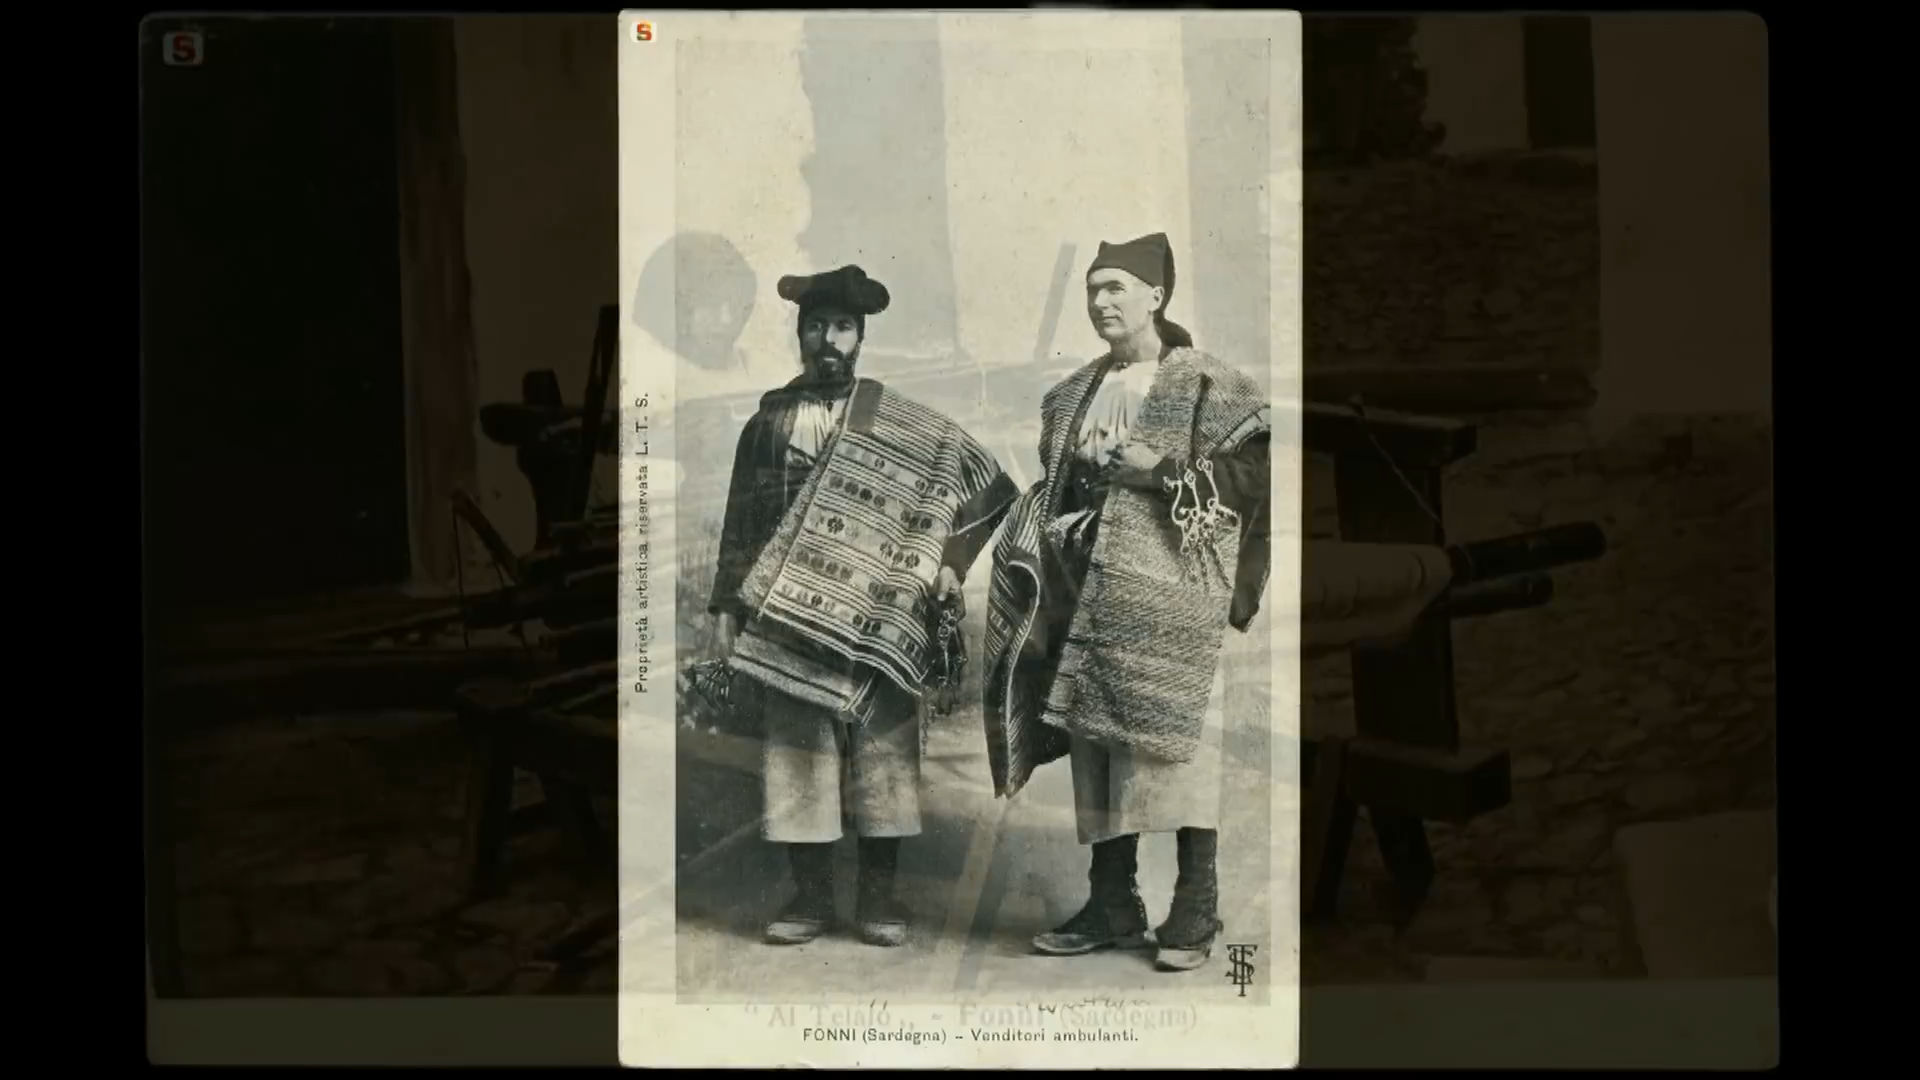 S
S
Proprietà artistica riservata L. T. S.
" Al Telaio „ - Fonni (Sardegna)
FONNI (Sardegna) - Venditori ambulanti.